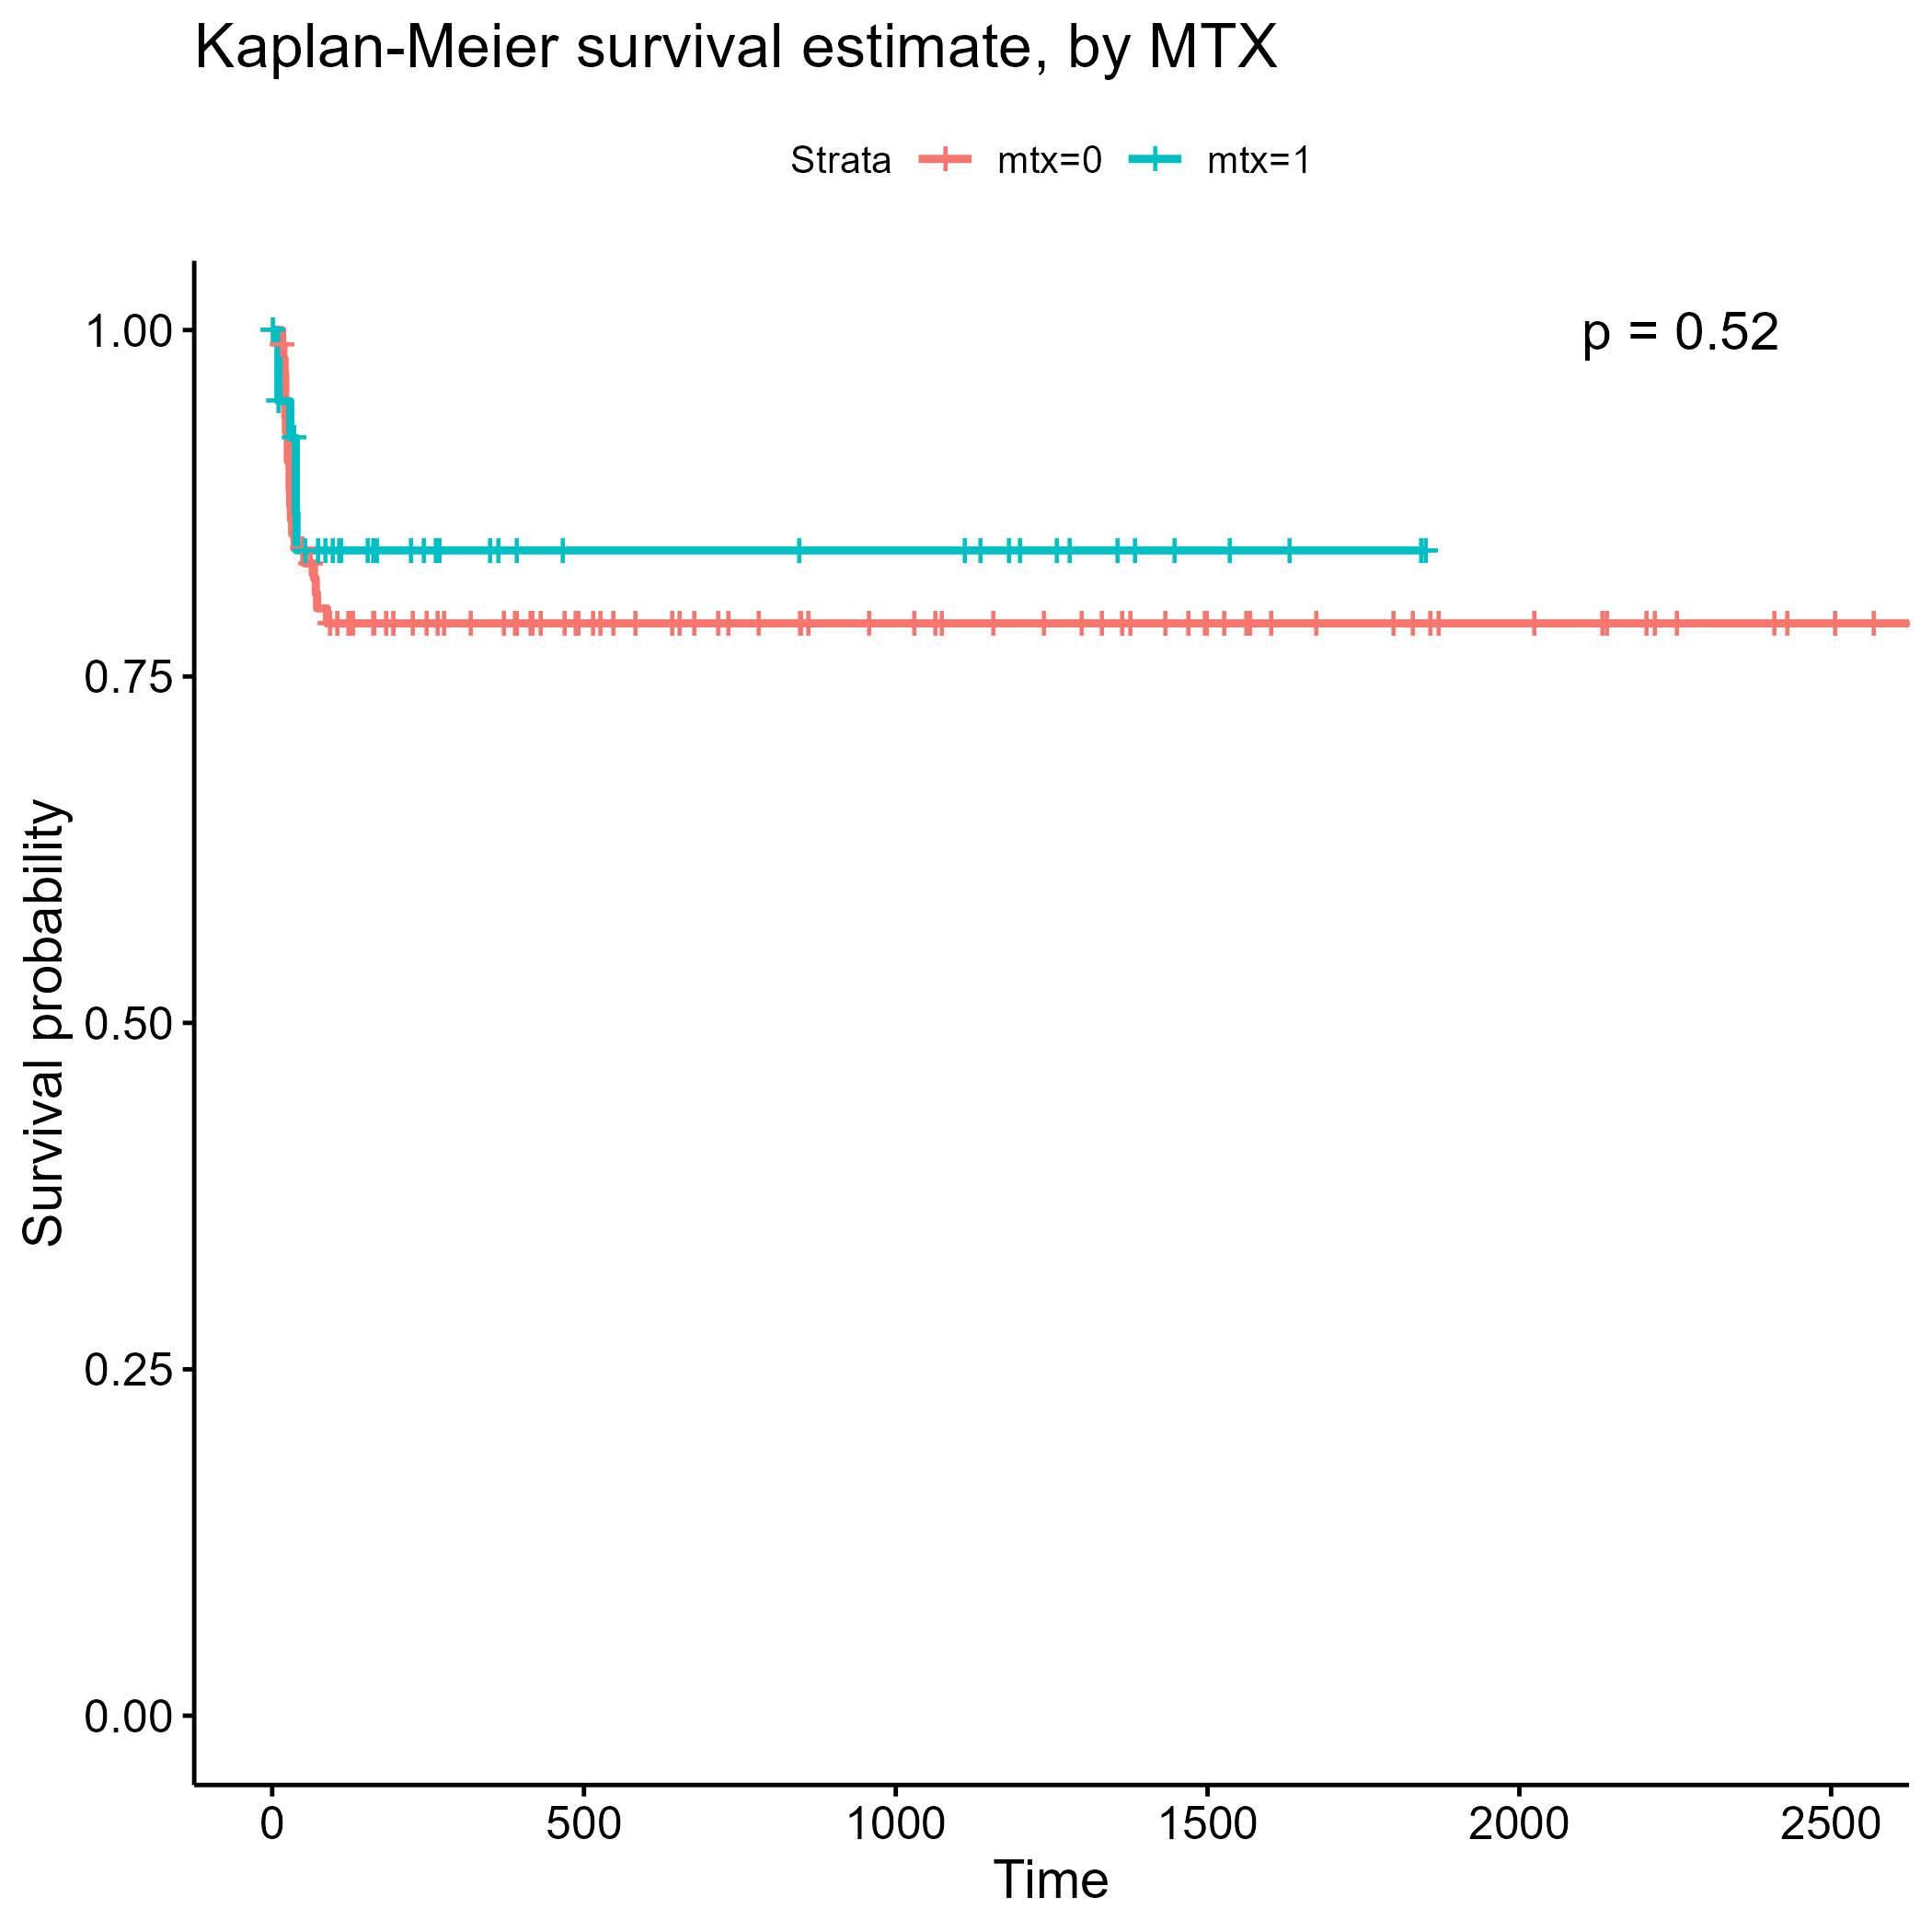 Kaplan-Meier survival estimate, by MTX
Strata mtx=0 mtx=1
p = 0.52
1.00
0.75
0.50
0.25
0.00
Survival probability
0 500 1000 1500 2000 2500
Time